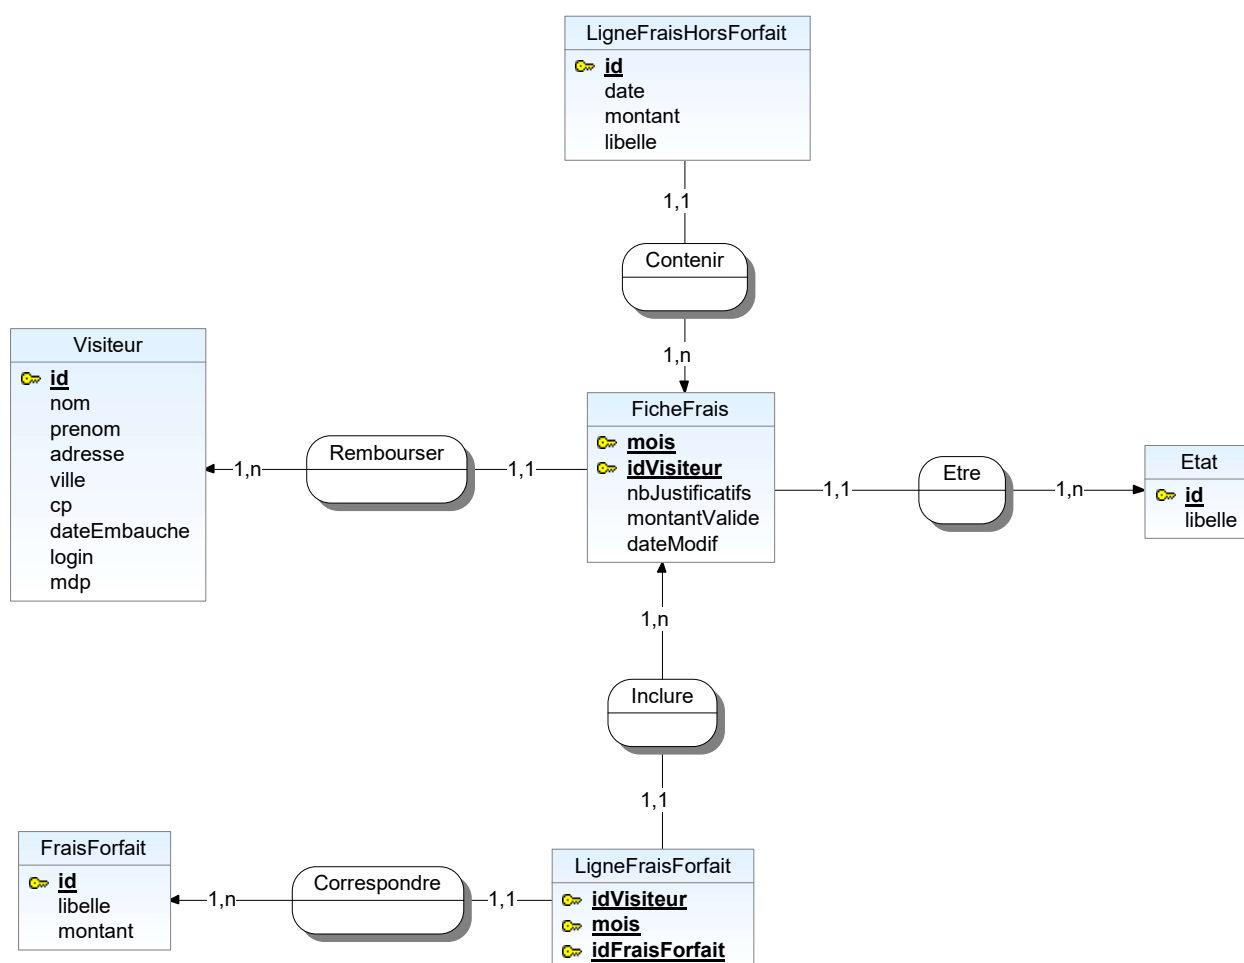 LigneFraisHorsForfait
id
date
montant
libelle
1,1
Contenir
1,n
Visiteur
id
nom
prenom
adresse
ville
cp
dateEmbauche
login
mdp
1,n
Rembourser
1,1
FicheFrais
mois
idVisiteur
nbJustificatifs
montantValide
dateModif
1,1
Etre
1,n
Etat
id
libelle
1,n
Inclure
1,1
FraisForfait
id
libelle
montant
1,n
Correspondre
1,1
LigneFraisForfait
idVisiteur
mois
idFraisForfait